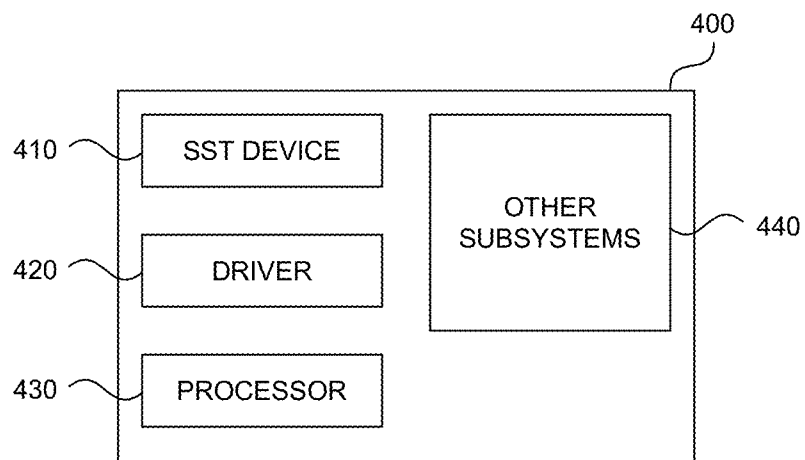 400
410
SST DEVICE
OTHER
SUBSYSTEMS
440
420
DRIVER
430
PROCESSOR